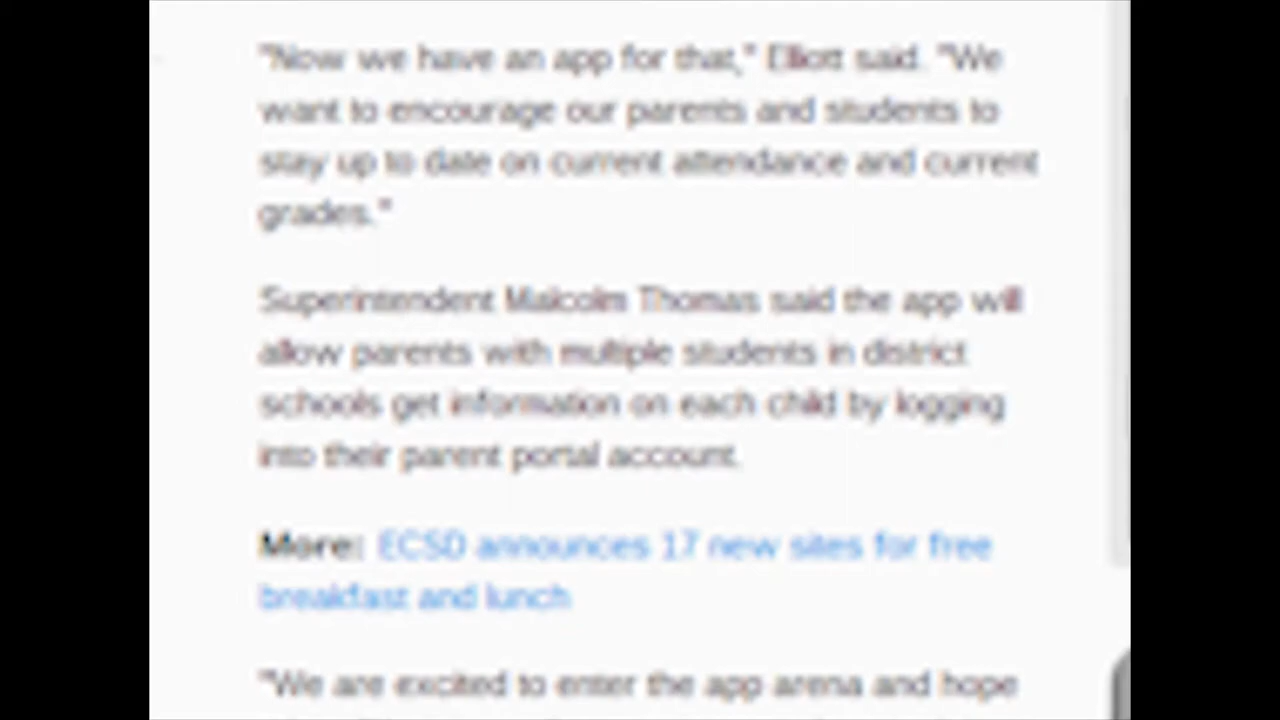 "Now we have an app for that," Elliott said. "We
want to encourage our parents and students to
stay up to date on current attendance and current
grades."
Superintendent Malcolm Thomas said the app will
allow parents with multiple students in district
schools get information on each child by logging
into their parent portal account.
More: ECSD announces 17 new sites for free
breakfast and lunch
"We are excited to enter the app arena and hope